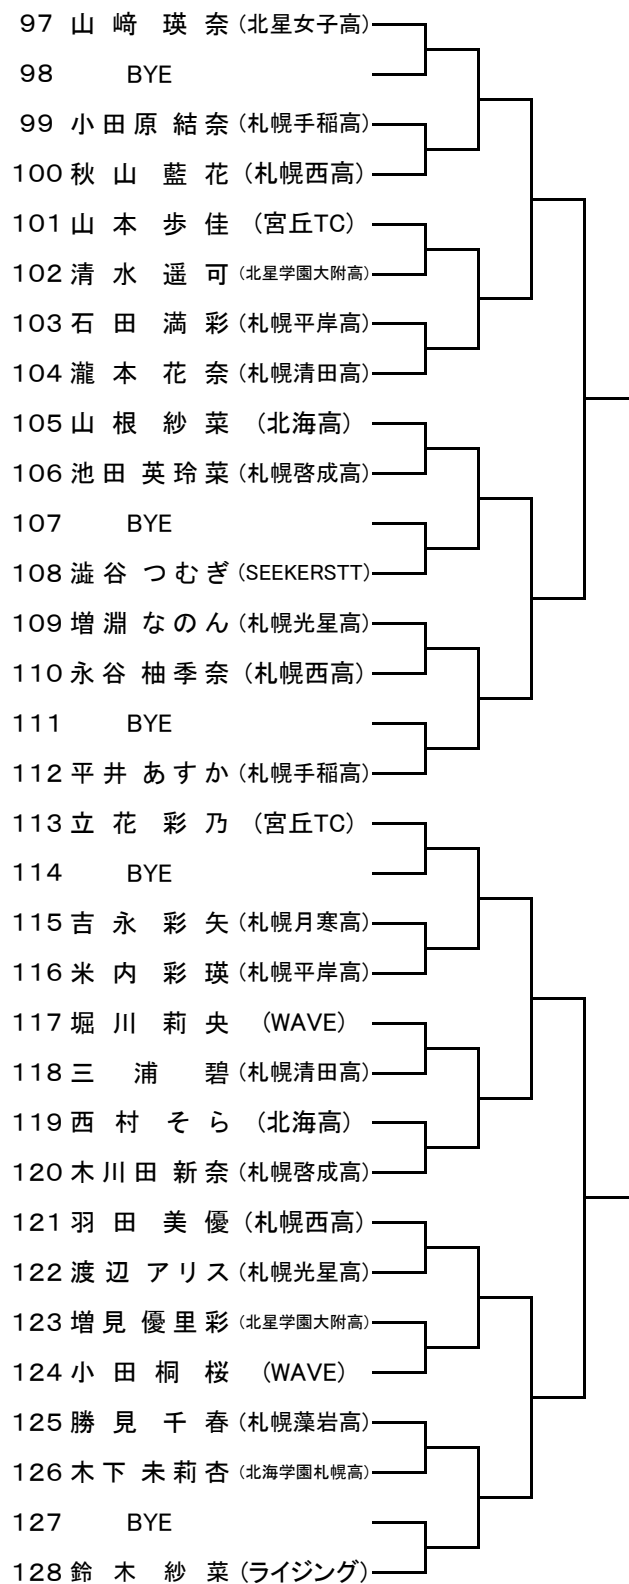 97 山﨑 瑛奈 (北星女子高)
98 BYE
99 小田原 結奈 (札幌手稲高)
100 秋山 藍花 (札幌西高)
101 山本 歩佳 (宮丘TC)
102 清水 遥可 (北星学園大附高)
103 石田 満彩 (札幌平岸高)
104 瀧本 花奈 (札幌清田高)
105 山根 紗菜 (北海高)
106 池田 英玲菜 (札幌啓成高)
107 BYE
108 澁谷 つむぎ (SEEKERSTT)
109 増淵 なのん (札幌光星高)
110 永谷 柚季奈 (札幌西高)
111 BYE
112 平井 あすか (札幌手稲高)
113 立花 彩乃 (宮丘TC)
114 BYE
115 吉永 彩矢 (札幌月寒高)
116 米内 彩瑛 (札幌平岸高)
117 堀川 莉央 (WAVE)
118 三浦 碧 (札幌清田高)
119 西村 そら (北海高)
120 木川田 新奈 (札幌啓成高)
121 羽田 美優 (札幌西高)
122 渡辺 アリス (札幌光星高)
123 増見 優里彩 (北星学園大附高)
124 小田桐 桜 (WAVE)
125 勝見 千春 (札幌藻岩高)
126 木下 未莉杏 (北海学園札幌高)
127 BYE
128 鈴木 紗菜 (ライジング)